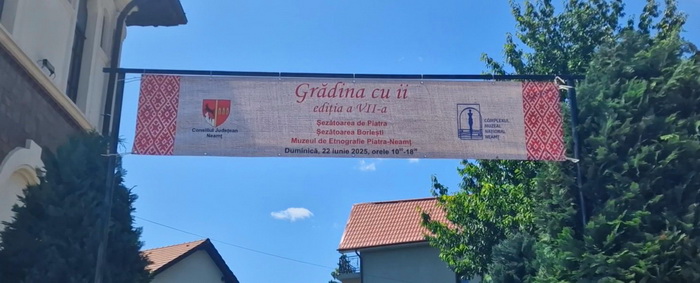 Grădina cu ii
ediția a VII-a
Șezătoarea de Piatra
Șezătoarea Borlești
Muzeul de Etnografie Piatra-Neamț
Duminică, 22 iunie 2025, orele 10⁰⁰-18⁰⁰
Consiliul Județean
Neamț
COMPLEXUL
MUZEAL
NAȚIONAL
NEAMȚ